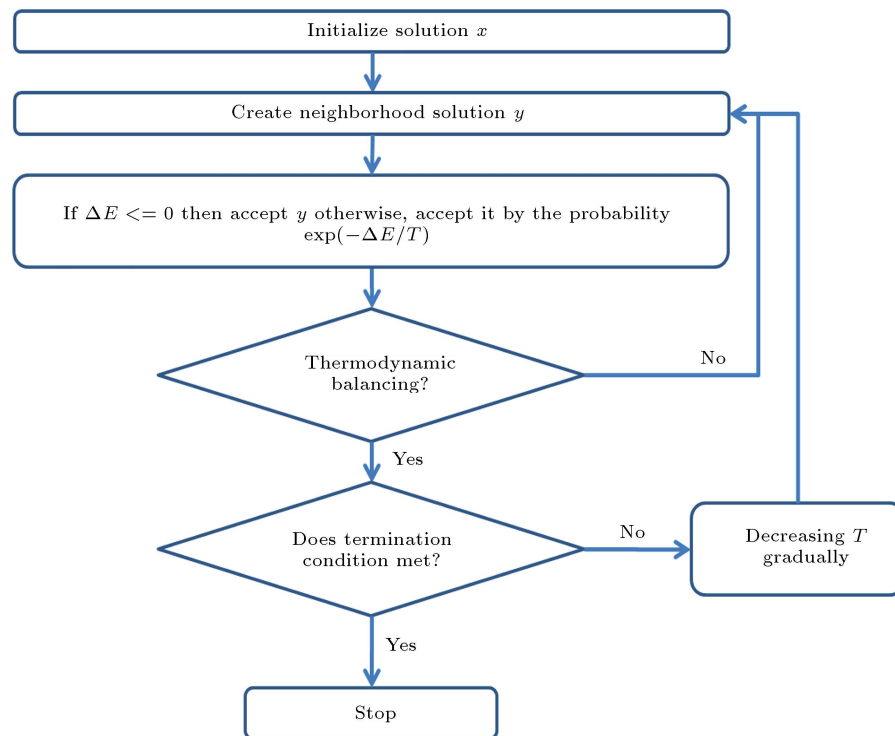 Initialize solution x
Create neighborhood solution y
If ΔE <= 0 then accept y otherwise, accept it by the probability
exp(−ΔE/T)
Thermodynamic
balancing?
No
Yes
Does termination
condition met?
No
Decreasing T
gradually
Yes
Stop